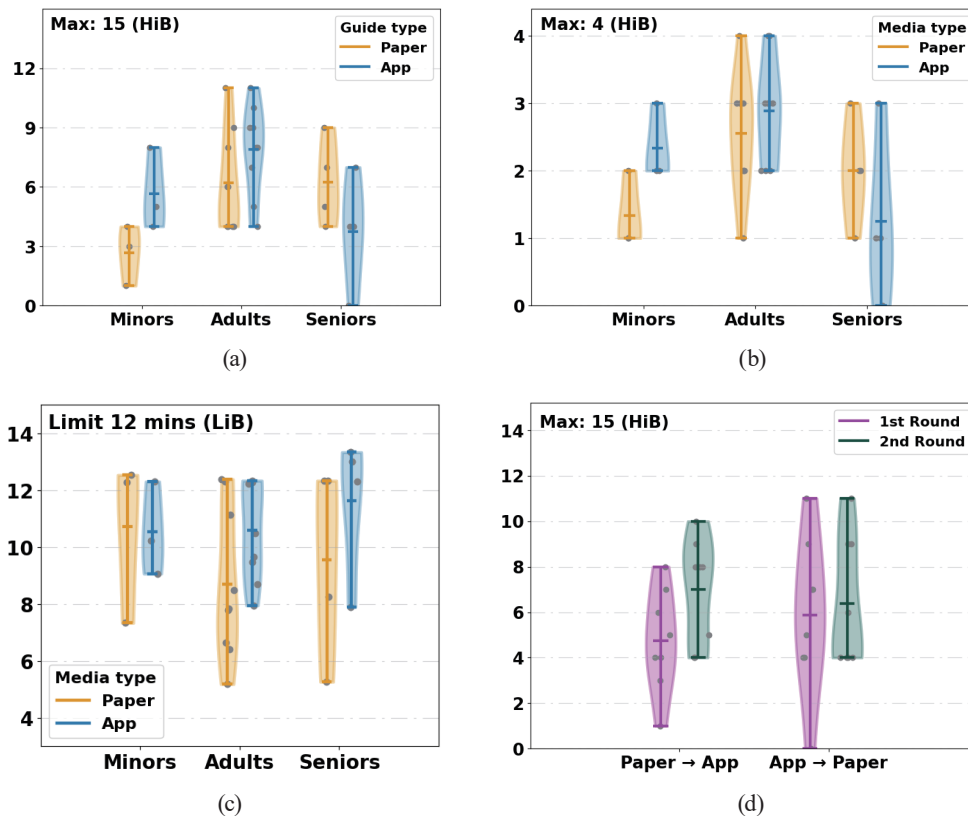 Max: 15 (HiB)
Guide type
Paper
App
12
9
6
3
0
Minors Adults Seniors
(a)
Max: 4 (HiB)
Media type
Paper
App
4
3
2
1
0
Minors Adults Seniors
(b)
Limit 12 mins (LiB)
14
12
10
8
6
4
Media type
Paper
App
Minors Adults Seniors
(c)
Max: 15 (HiB)
1st Round
2nd Round
14
12
10
8
6
4
2
0
Paper → App App → Paper
(d)